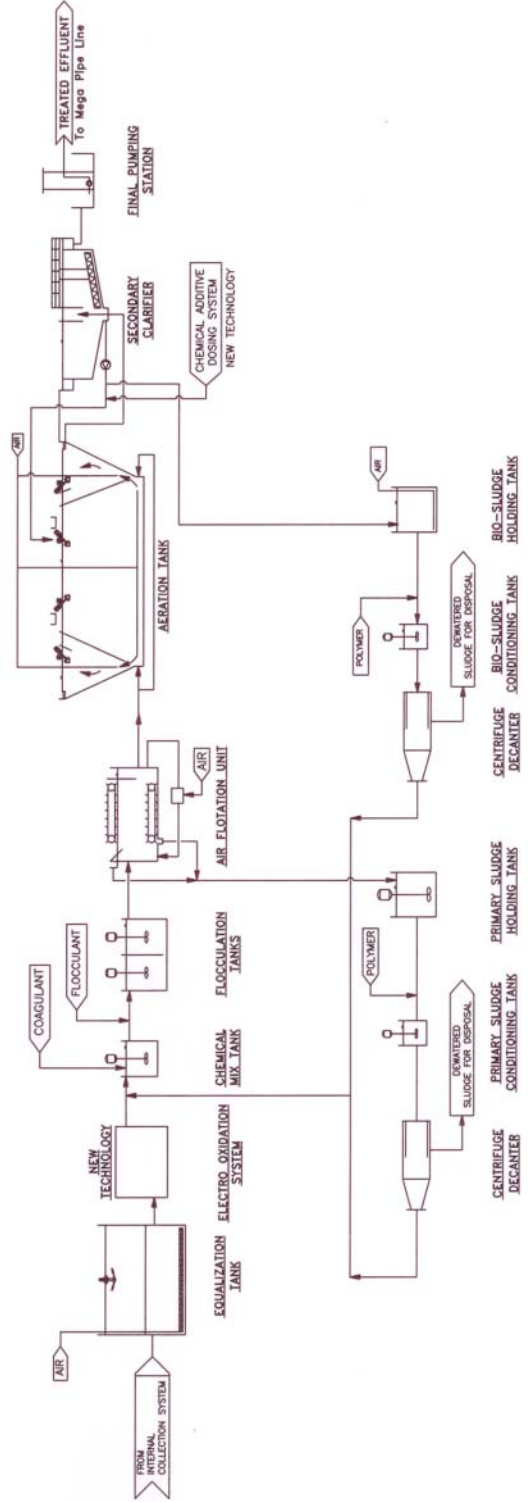 FROM
INTERNAL
COLLECTION SYSTEM
AIR
EQUALIZATION
TANK
NEW
TECHNOLOGY
ELECTRO OXIDATION
SYSTEM
COAGULANT
CHEMICAL
MIX TANK
FLOCCULANT
FLOCCULATION
TANKS
AIR
AIR FLOTATION UNIT
AERATION TANK
AIR
SECONDARY
CLARIFIER
CHEMICAL ADDITIVE
DOSING SYSTEM
NEW TECHNOLOGY
FINAL PUMPING
STATION
TREATED EFFLUENT
To Mega Pipe Line
CENTRIFUGE
DECANTER
DEWATERED
SLUDGE FOR DISPOSAL
PRIMARY SLUDGE
CONDITIONING TANK
POLYMER
PRIMARY SLUDGE
HOLDING TANK
CENTRIFUGE
DECANTER
DEWATERED
SLUDGE FOR DISPOSAL
BIO-SLUDGE
CONDITIONING TANK
POLYMER
BIO-SLUDGE
HOLDING TANK
AIR